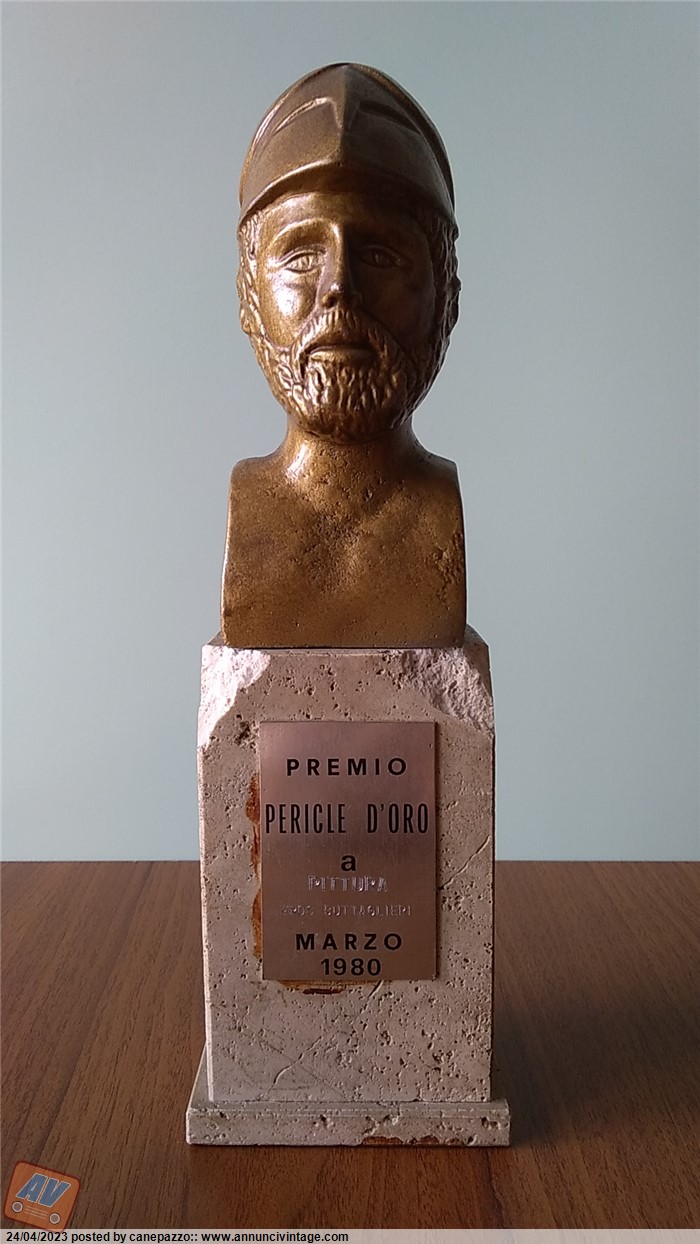 PREMIO
PERICLE D'ORO
a
PITTURA
MARZO
1980
AV
24/04/2023 posted by canepazzo:: www.annuncivintage.com